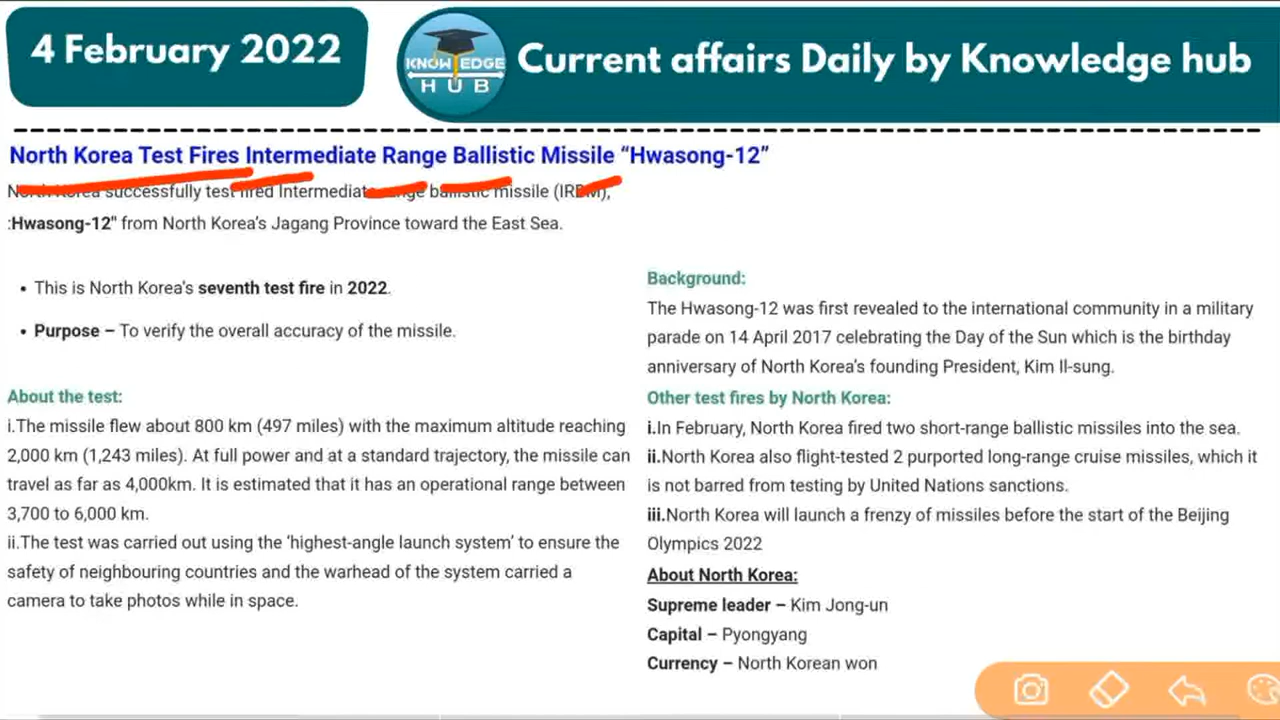 4 February 2022
KNOWLEDGE
HUB
Current affairs Daily by Knowledge hub
North Korea Test Fires Intermediate Range Ballistic Missile “Hwasong-12”
North Korea successfully test fired Intermediate range ballistic missile (IRBM),
:Hwasong-12" from North Korea's Jagang Province toward the East Sea.
• This is North Korea's seventh test fire in 2022.
• Purpose – To verify the overall accuracy of the missile.
About the test:
i.The missile flew about 800 km (497 miles) with the maximum altitude reaching
2,000 km (1,243 miles). At full power and at a standard trajectory, the missile can
travel as far as 4,000km. It is estimated that it has an operational range between
3,700 to 6,000 km.
ii.The test was carried out using the ‘highest-angle launch system’ to ensure the
safety of neighbouring countries and the warhead of the system carried a
camera to take photos while in space.
Background:
The Hwasong-12 was first revealed to the international community in a military
parade on 14 April 2017 celebrating the Day of the Sun which is the birthday
anniversary of North Korea's founding President, Kim Il-sung.
Other test fires by North Korea:
i.In February, North Korea fired two short-range ballistic missiles into the sea.
ii.North Korea also flight-tested 2 purported long-range cruise missiles, which it
is not barred from testing by United Nations sanctions.
iii.North Korea will launch a frenzy of missiles before the start of the Beijing
Olympics 2022
About North Korea:
Supreme leader – Kim Jong-un
Capital – Pyongyang
Currency – North Korean won